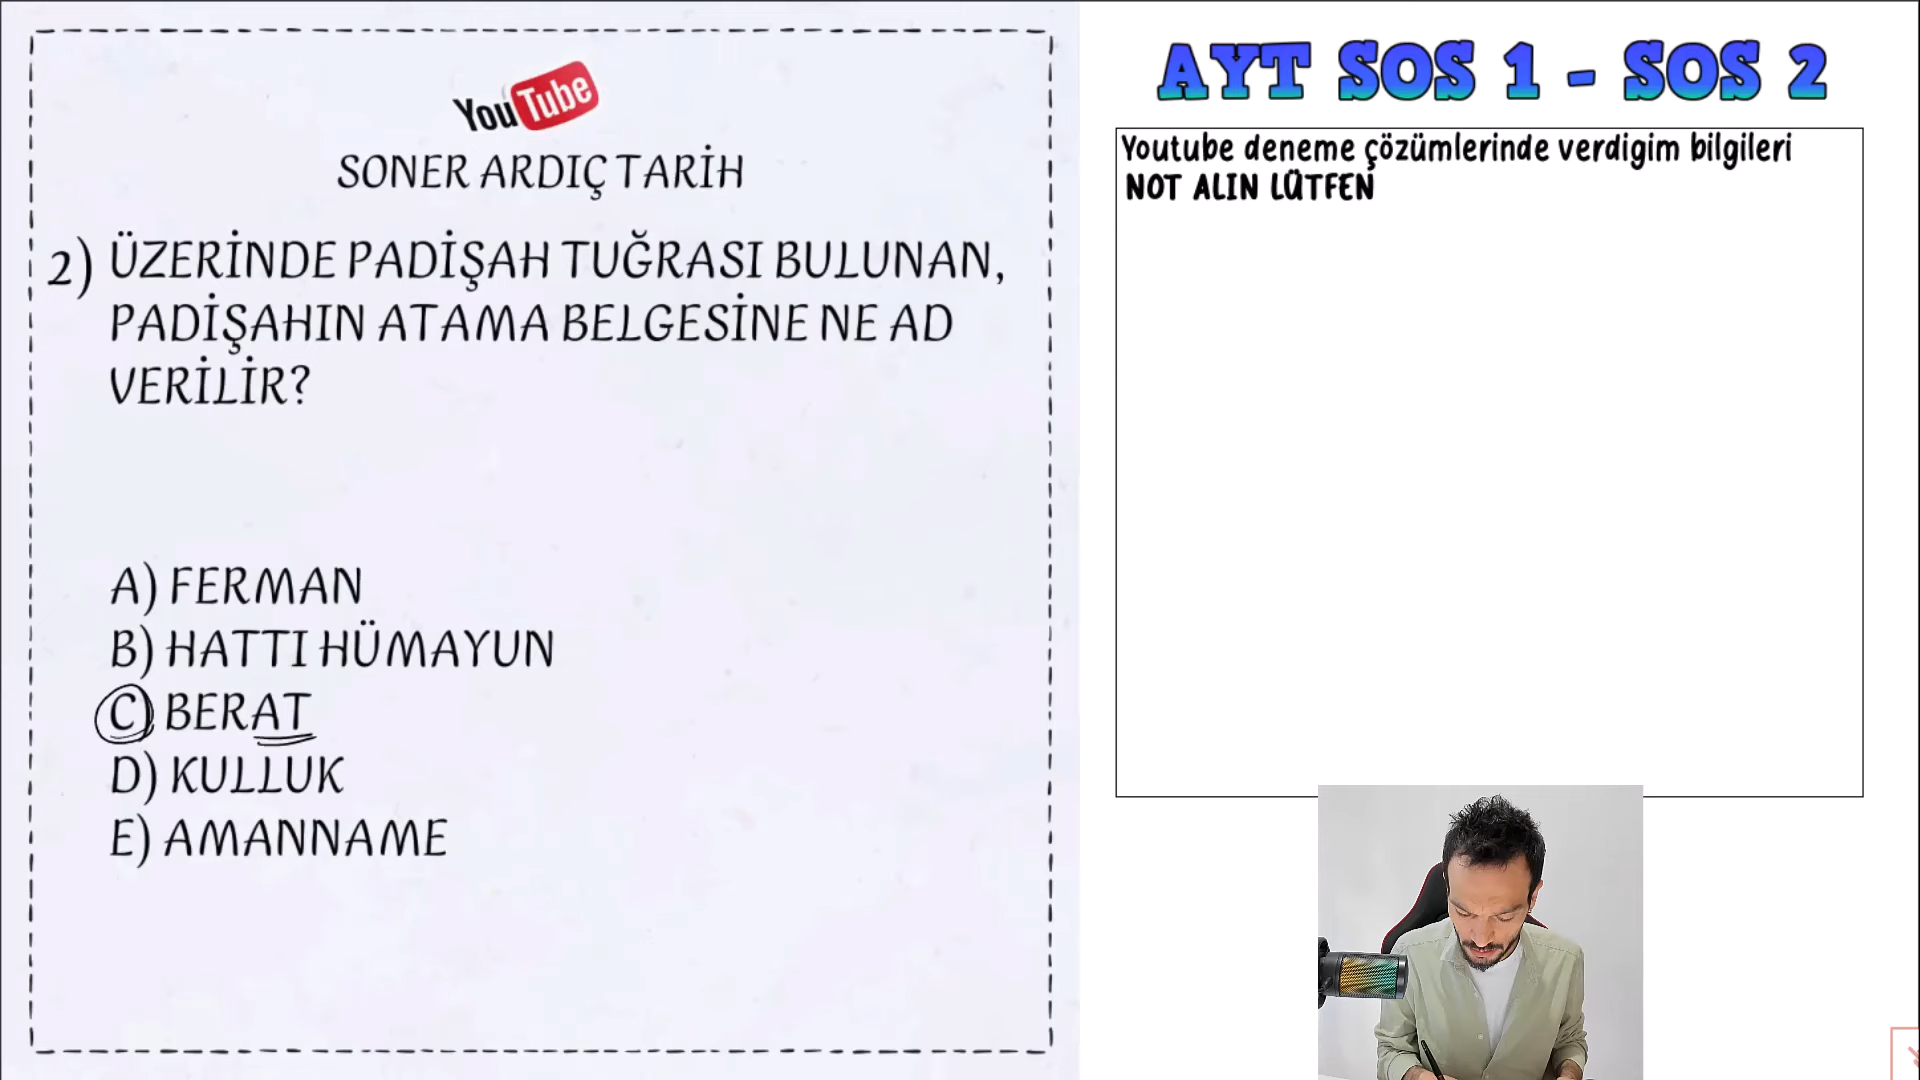 YouTube
SONER ARDIÇ TARİH
2) ÜZERİNDE PADİŞAH TUĞRASI BULUNAN,
PADİŞAHIN ATAMA BELGESİNE NE AD
VERİLİR?
A) FERMAN
B) HATTI HÜMAYUN
C) BERAT
D) KULLUK
E) AMANNAME
AYT SOS 1 - SOS 2
Youtube deneme çözümlerinde verdigim bilgileri
NOT ALIN LÜTFEN